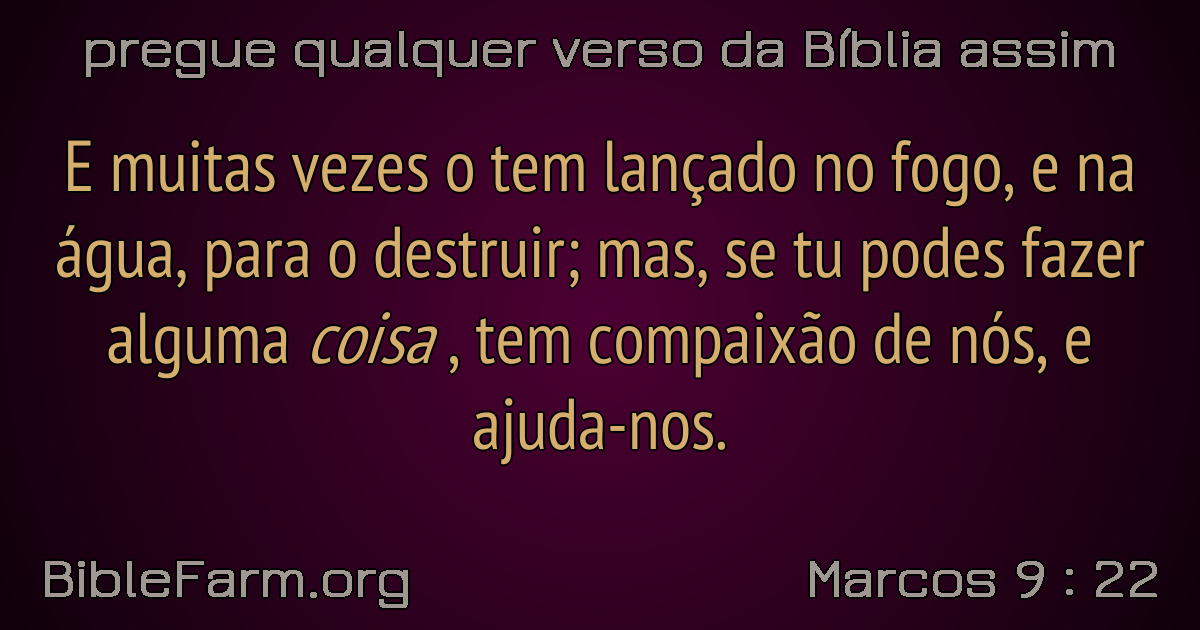 pregue qualquer verso da Bíblia assim
E muitas vezes o tem lançado no fogo, e na
água, para o destruir; mas, se tu podes fazer
alguma coisa , tem compaixão de nós, e
ajuda-nos.
BibleFarm.org
Marcos 9 : 22